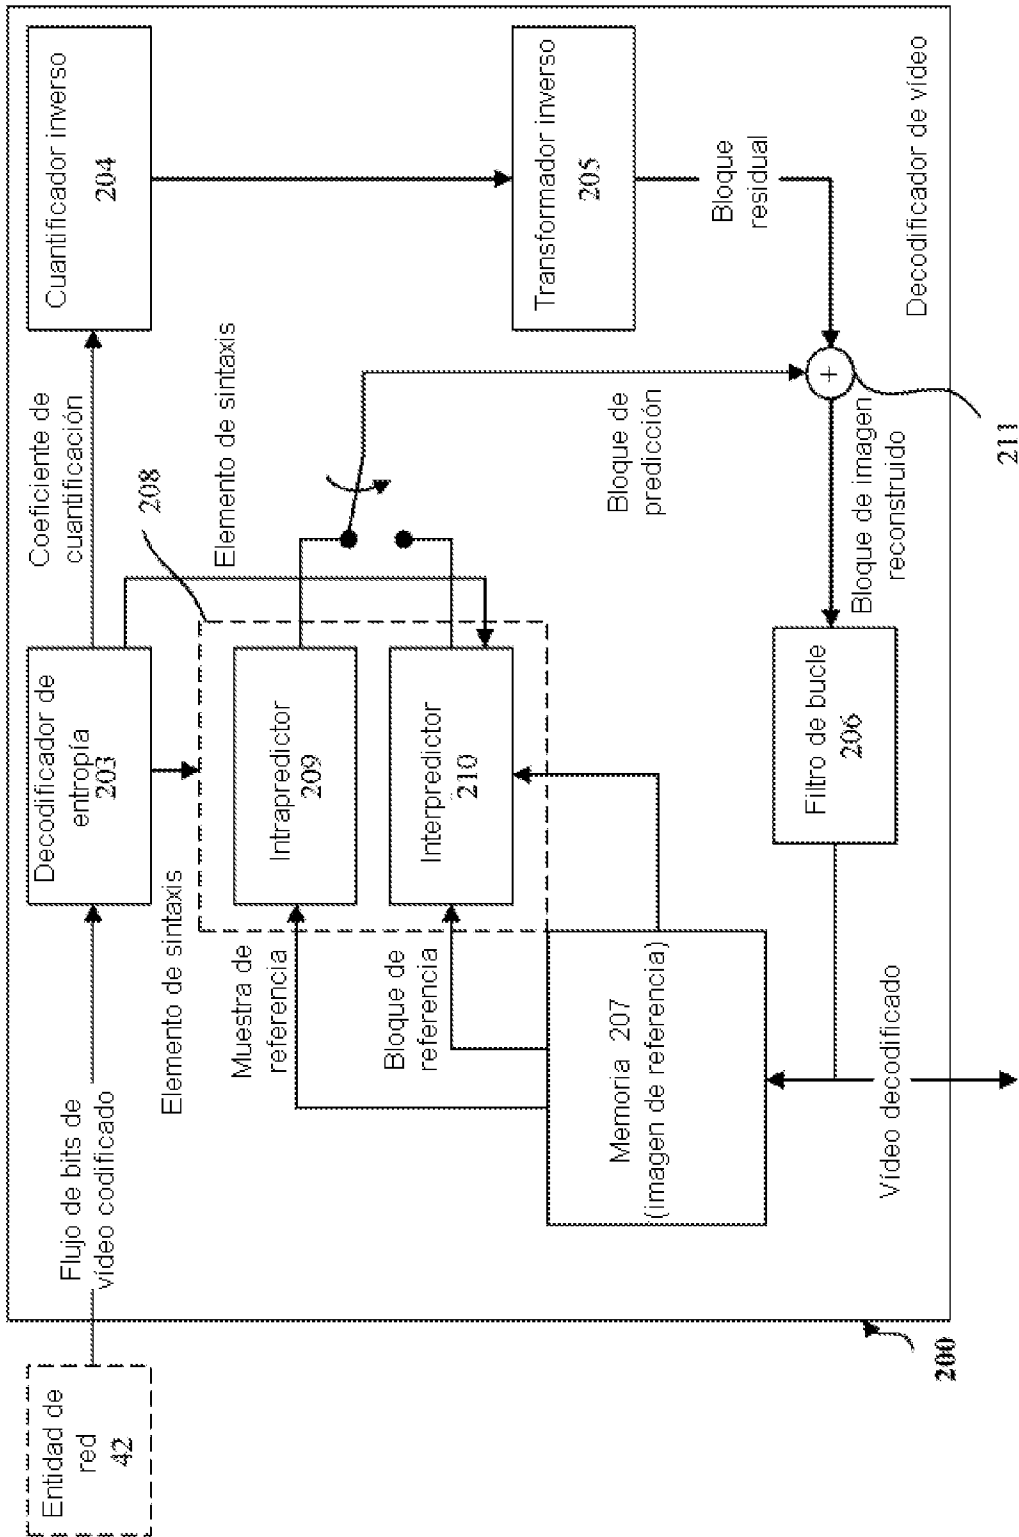 Entidad de
red
42
Flujo de bits de
vídeo codificado
Decodificador de
entropía
203
Coeficiente de
cuantificación
Cuantificador inverso
204
Elemento de sintaxis
208
Elemento de sintaxis
Muestra de
referencia
Intrapredictor
209
Bloque de
referencia
Interpredictor
210
Transformador inverso
205
Bloque
residual
Bloque de
predicción
Memoria 207
(imagen de referencia)
Filtro de bucle
206
Bloque de imagen
reconstruido
+
211
Vídeo decodificado
Decodificador de vídeo
200